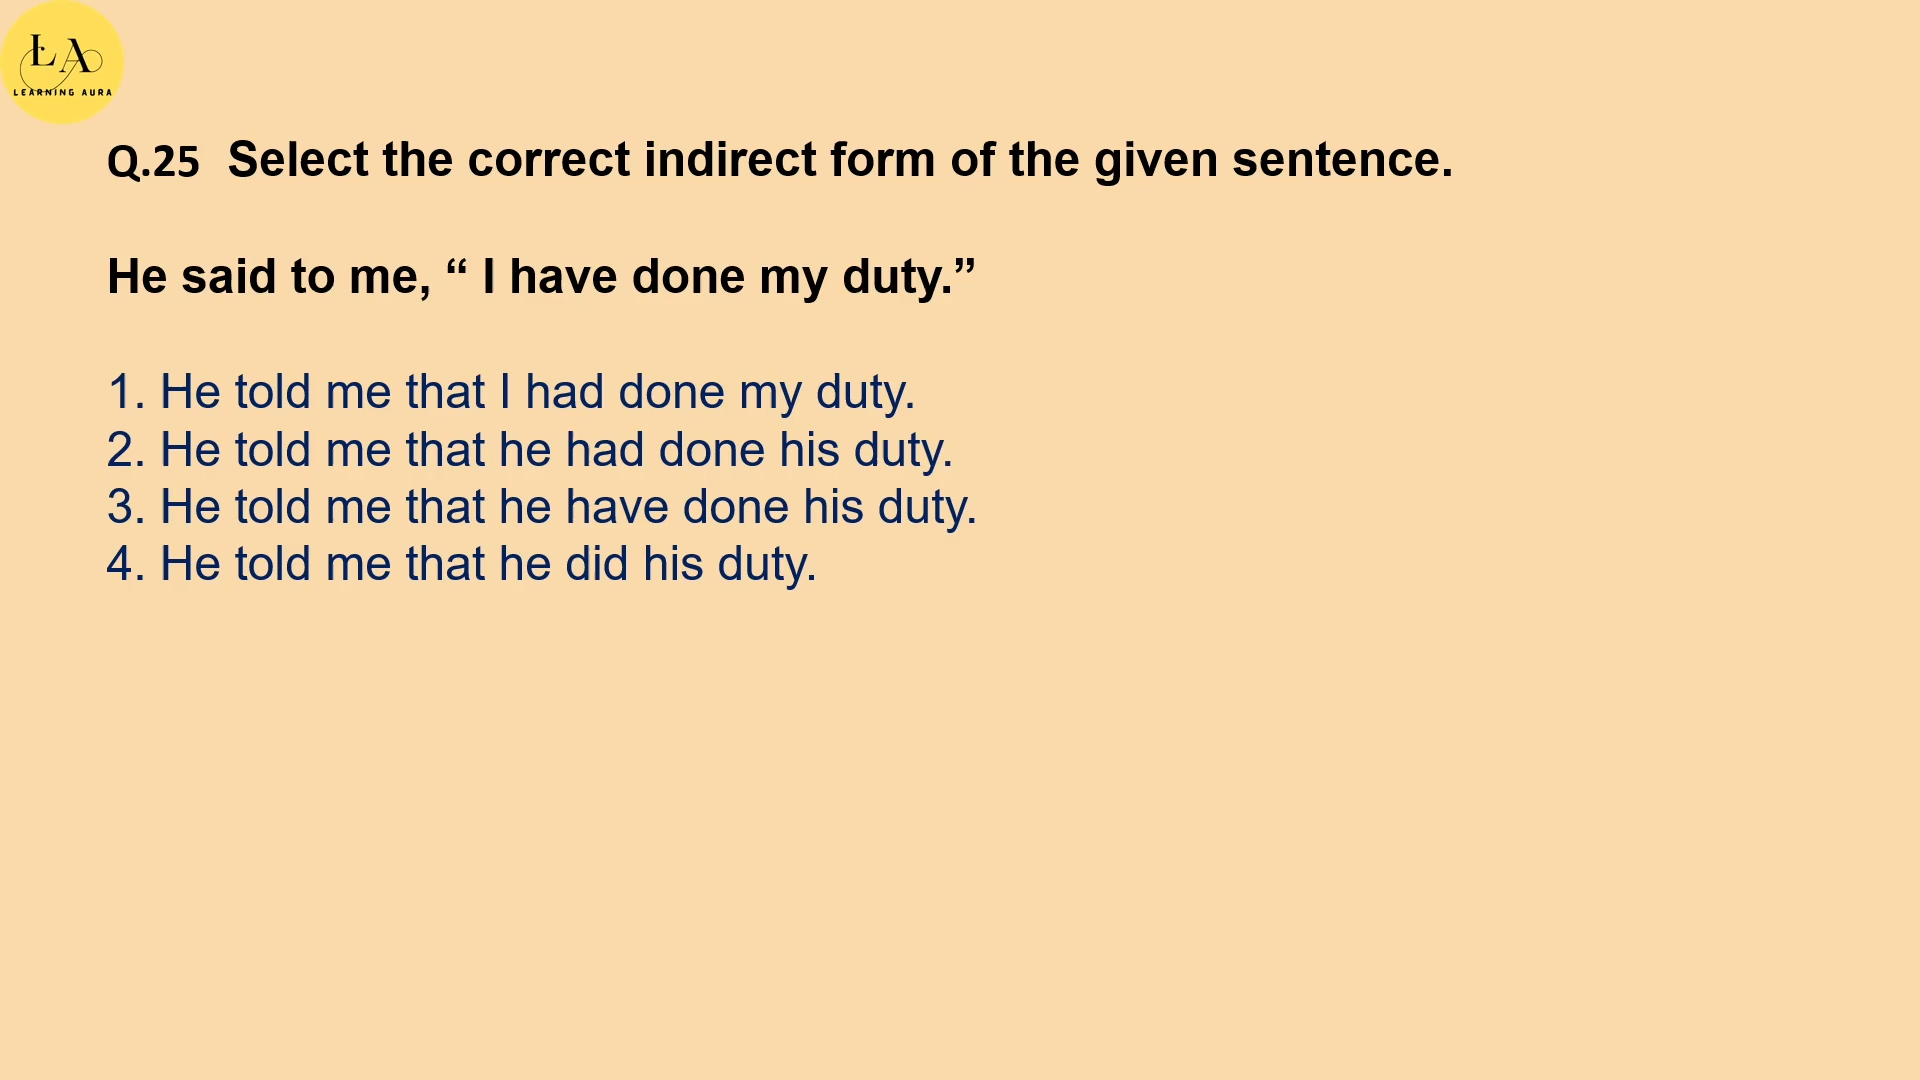 LA
LEARNING AURA
Q.25 Select the correct indirect form of the given sentence.
He said to me, “ I have done my duty.”
1. He told me that I had done my duty.
2. He told me that he had done his duty.
3. He told me that he have done his duty.
4. He told me that he did his duty.